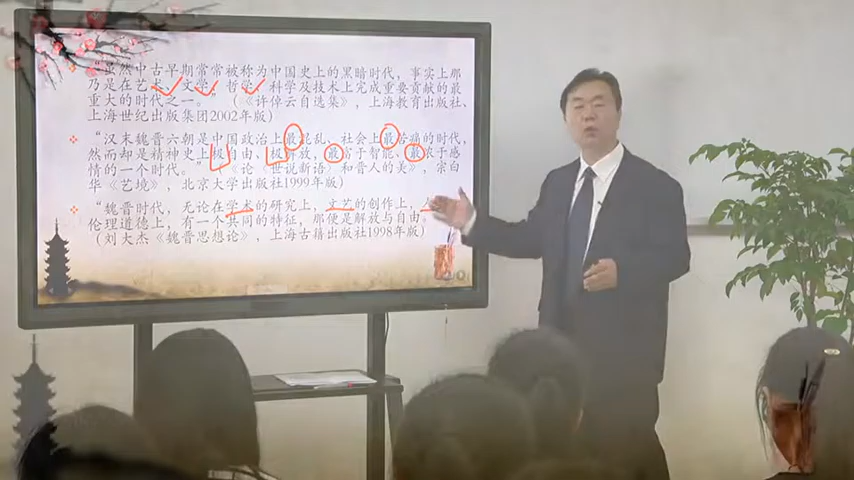 “虽然中古早期常常被称为中国史上的黑暗时代，事实上那
乃是在艺术、文学、哲学、科学及技术上完成重要贡献的最
重大的时代之一。”（《许倬云自选集》，上海教育出版社、
上海世纪出版集团2002年版）
“汉末魏晋六朝是中国政治上最混乱、社会上最苦痛的时代，
然而却是精神史上极自由、极解放，最富于智能、最浓于感
情的一个时代。”（《论〈世说新语〉和晋人的美》，宗白
华《艺境》，北京大学出版社1999年版）
“魏晋时代，无论在学术的研究上，文艺的创作上，
伦理道德上，有一个共同的特征，那便是解放与自由。”
（刘大杰《魏晋思想论》，上海古籍出版社1998年版）